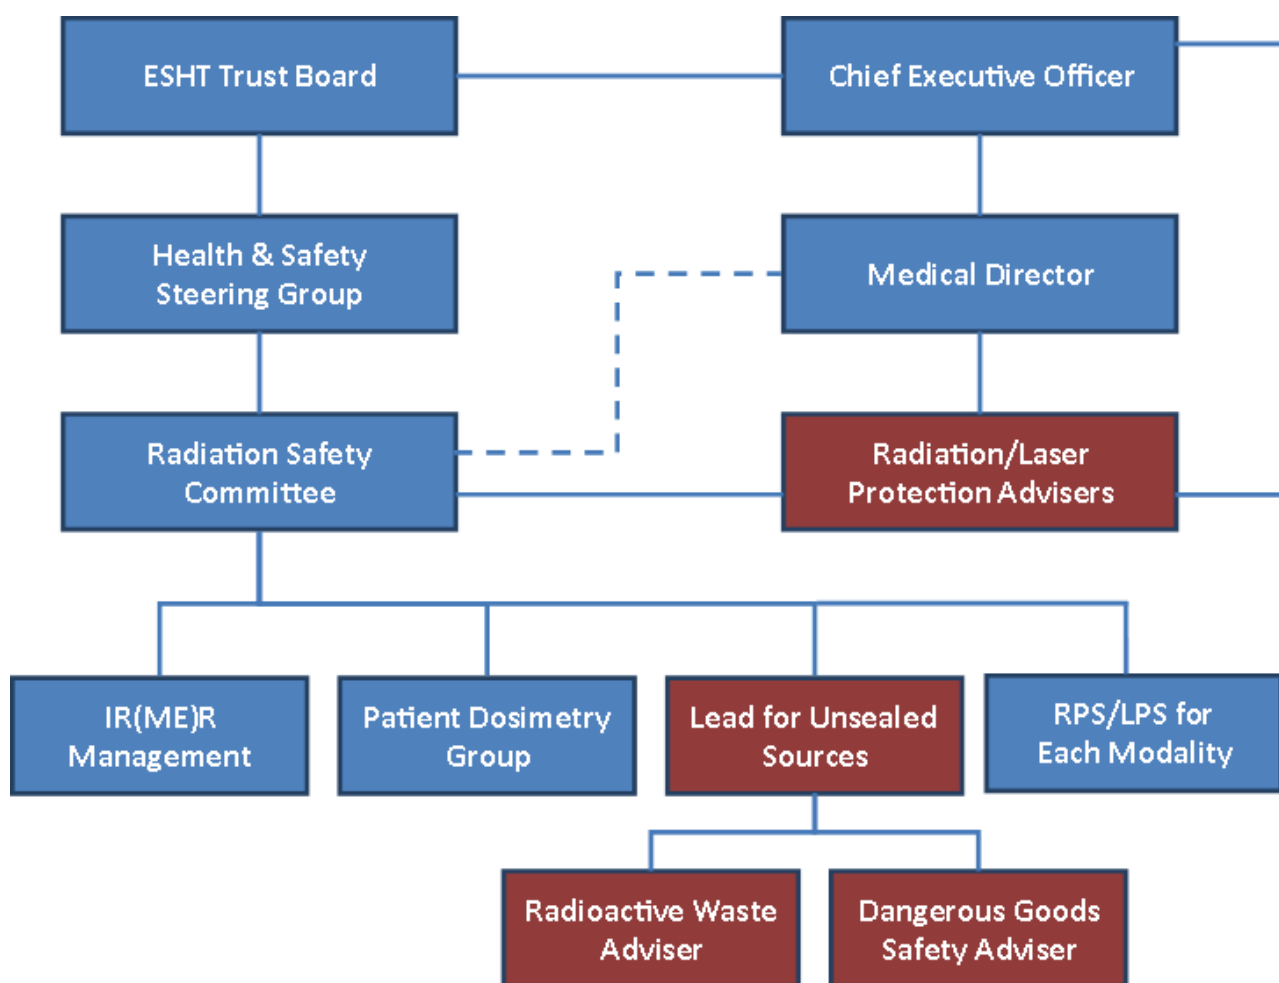 ESHT Trust Board
Chief Executive Officer
Health & Safety
Steering Group
Medical Director
Radiation Safety
Committee
Radiation/Laser
Protection Advisers
IR(ME)R
Management
Patient Dosimetry
Group
Lead for Unsealed
Sources
RPS/LPS for
Each Modality
Radioactive Waste
Adviser
Dangerous Goods
Safety Adviser